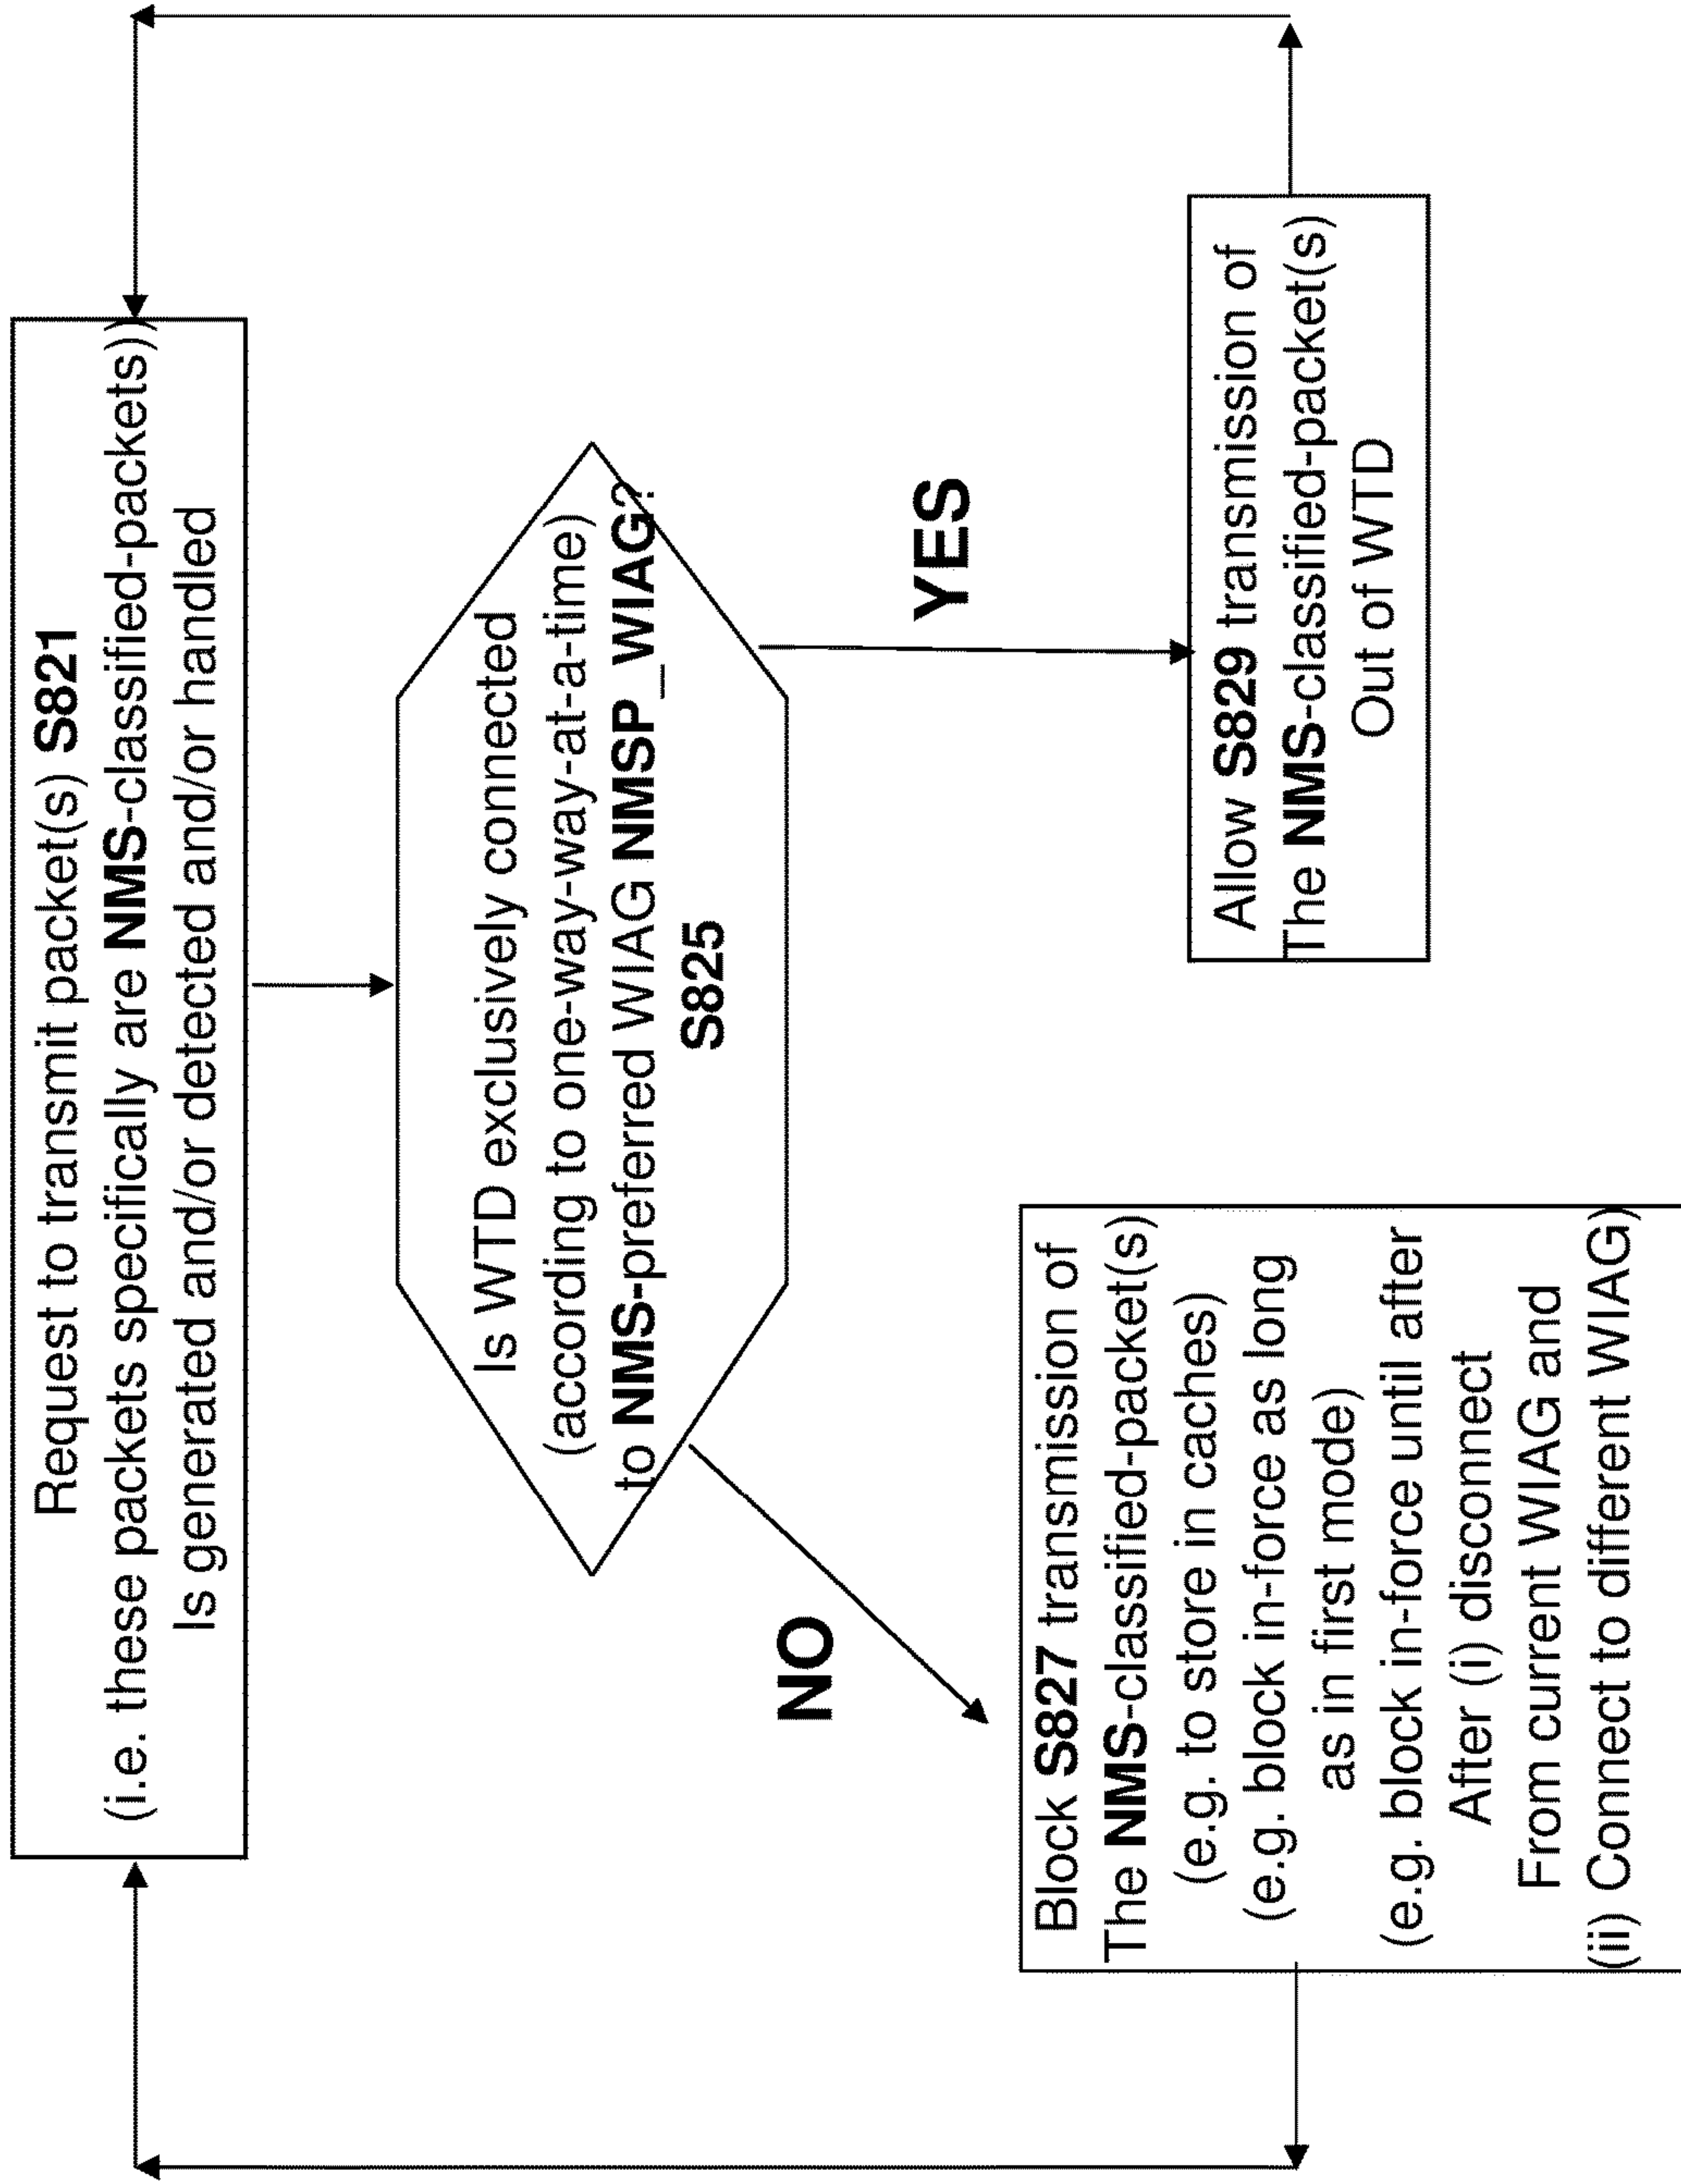 Request to transmit packet(s) S821
(i.e. these packets specifically are NMS-classified-packets))
Is generated and/or detected and/or handled
Is WTD exclusively connected
(according to one-way-way-at-a-time)
to NMS-preferred WIAG NMSP_WIAG?
S825
NO
YES
Block S827 transmission of
The NMS-classified-packet(s)
(e.g. to store in caches)
(e.g. block in-force as long
as in first mode)
(e.g. block in-force until after
After (i) disconnect
From current WIAG and
(ii) Connect to different WIAG)
Allow S829 transmission of
The NMS-classified-packet(s)
Out of WTD